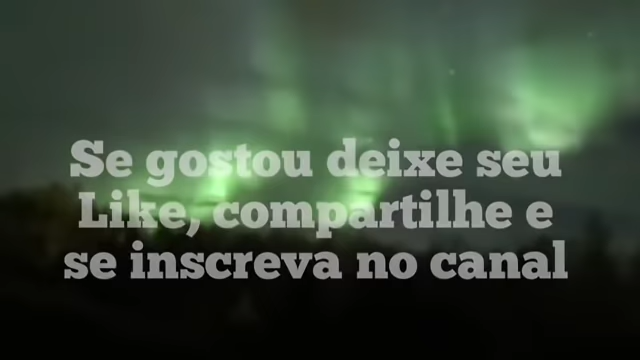 Se gostou deixe seu
Like, compartilhe e
se inscreva no canal